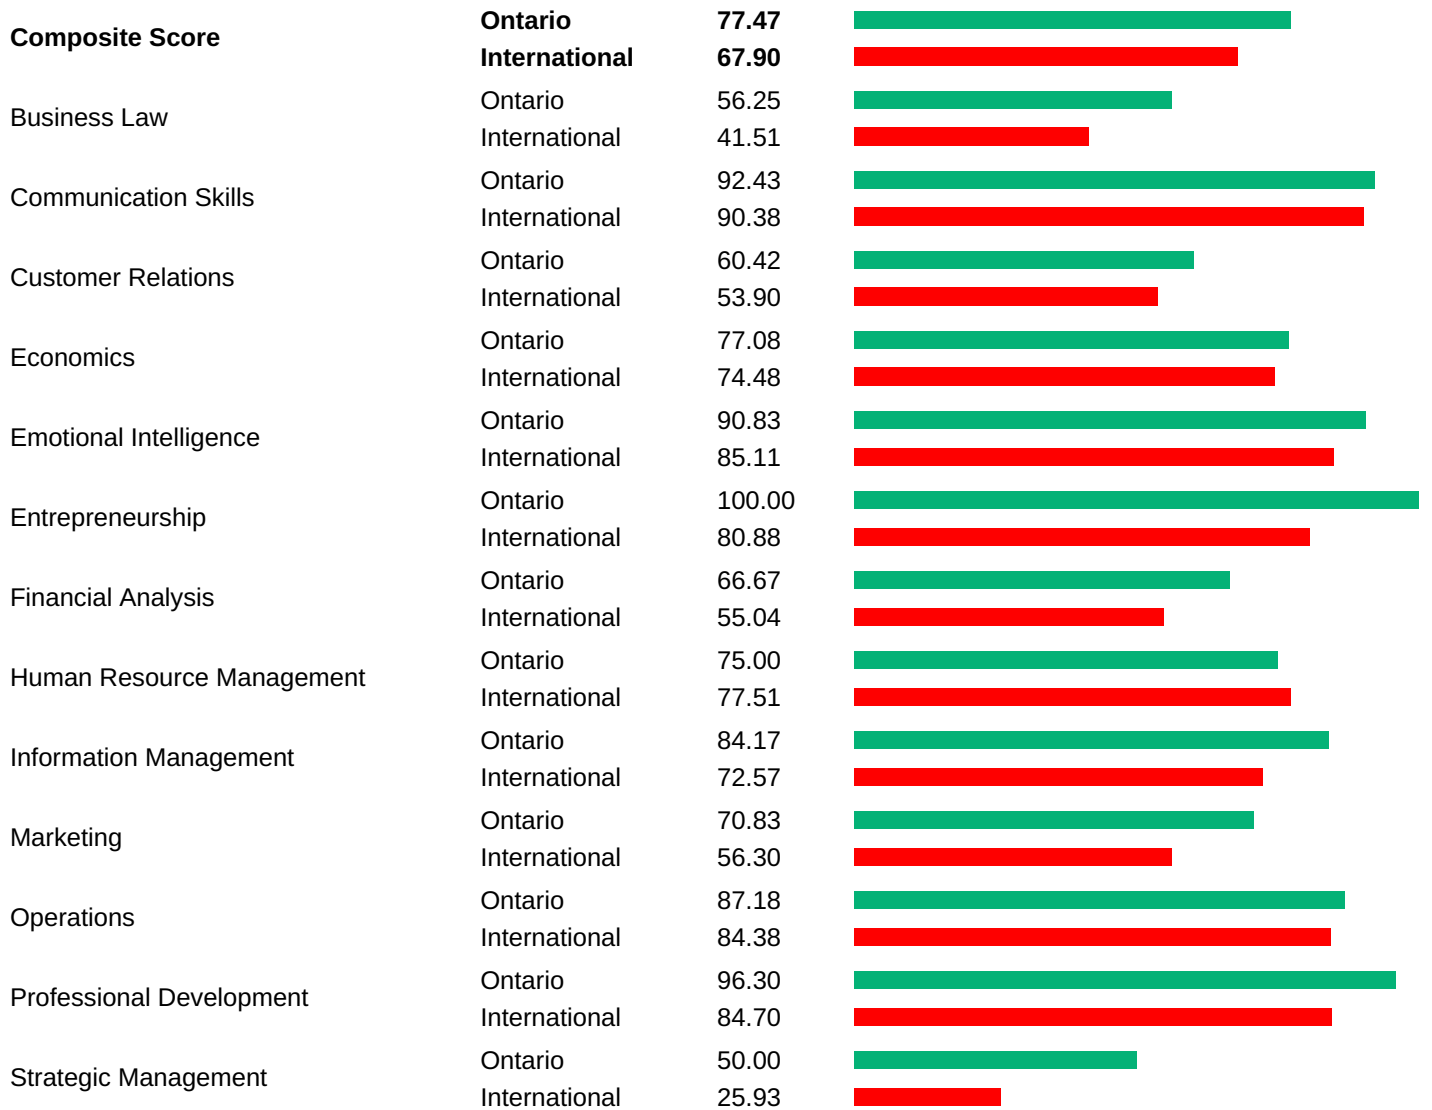 Composite Score
Ontario 77.47
International 67.90
Business Law
Ontario 56.25
International 41.51
Communication Skills
Ontario 92.43
International 90.38
Customer Relations
Ontario 60.42
International 53.90
Economics
Ontario 77.08
International 74.48
Emotional Intelligence
Ontario 90.83
International 85.11
Entrepreneurship
Ontario 100.00
International 80.88
Financial Analysis
Ontario 66.67
International 55.04
Human Resource Management
Ontario 75.00
International 77.51
Information Management
Ontario 84.17
International 72.57
Marketing
Ontario 70.83
International 56.30
Operations
Ontario 87.18
International 84.38
Professional Development
Ontario 96.30
International 84.70
Strategic Management
Ontario 50.00
International 25.93